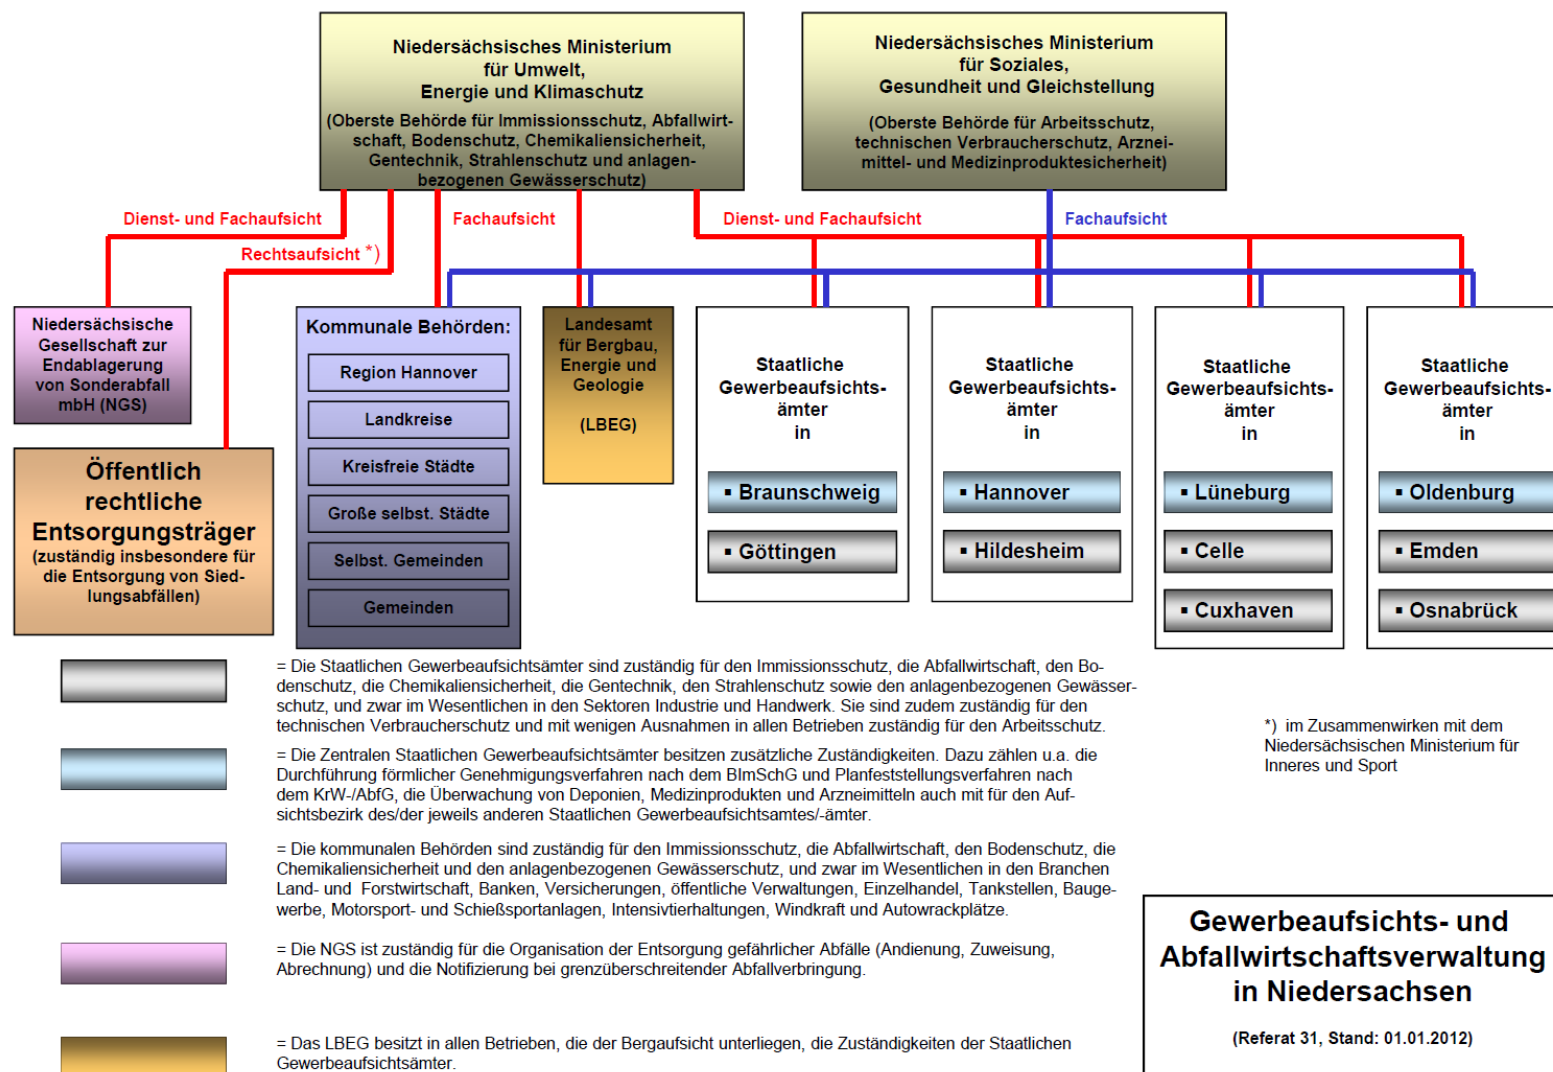 Niedersächsisches Ministerium
für Umwelt,
Energie und Klimaschutz
(Oberste Behörde für Immissionsschutz, Abfallwirt-
schaft, Bodenschutz, Chemikaliensicherheit,
Gentechnik, Strahlenschutz und anlagen-
bezogenen Gewässerschutz)
Niedersächsisches Ministerium
für Soziales,
Gesundheit und Gleichstellung
(Oberste Behörde für Arbeitsschutz,
technischen Verbraucherschutz, Arznei-
mittel- und Medizinproduktesicherheit)
Dienst- und Fachaufsicht
Rechtsaufsicht *)
Fachaufsicht
Dienst- und Fachaufsicht
Fachaufsicht
Niedersächsische
Gesellschaft zur
Endablagerung
von Sonderabfall
mbH (NGS)
Öffentlich
rechtliche
Entsorgungsträger
(zuständig insbesondere für
die Entsorgung von Sied-
lungsabfällen)
Kommunale Behörden:
Region Hannover
Landkreise
Kreisfreie Städte
Große selbst. Städte
Selbst. Gemeinden
Gemeinden
Landesamt
für Bergbau,
Energie und
Geologie
(LBEG)
Staatliche
Gewerbeaufsichts-
ämter
in
▪ Braunschweig
▪ Göttingen
Staatliche
Gewerbeaufsichts-
ämter
in
▪ Hannover
▪ Hildesheim
Staatliche
Gewerbeaufsichts-
ämter
in
▪ Lüneburg
▪ Celle
▪ Cuxhaven
Staatliche
Gewerbeaufsichts-
ämter
in
▪ Oldenburg
▪ Emden
▪ Osnabrück
= Die Staatlichen Gewerbeaufsichtsämter sind zuständig für den Immissionsschutz, die Abfallwirtschaft, den Bo-
denschutz, die Chemikaliensicherheit, die Gentechnik, den Strahlenschutz sowie den anlagenbezogenen Gewässer-
schutz, und zwar im Wesentlichen in den Sektoren Industrie und Handwerk. Sie sind zudem zuständig für den
technischen Verbraucherschutz und mit wenigen Ausnahmen in allen Betrieben zuständig für den Arbeitsschutz.
= Die Zentralen Staatlichen Gewerbeaufsichtsämter besitzen zusätzliche Zuständigkeiten. Dazu zählen u.a. die
Durchführung förmlicher Genehmigungsverfahren nach dem BImSchG und Planfeststellungsverfahren nach
dem KrW-/AbfG, die Überwachung von Deponien, Medizinprodukten und Arzneimitteln auch mit für den Auf-
sichtsbezirk des/der jeweils anderen Staatlichen Gewerbeaufsichtsamtes/-ämter.
= Die kommunalen Behörden sind zuständig für den Immissionsschutz, die Abfallwirtschaft, den Bodenschutz, die
Chemikaliensicherheit und den anlagenbezogenen Gewässerschutz, und zwar im Wesentlichen in den Branchen
Land- und Forstwirtschaft, Banken, Versicherungen, öffentliche Verwaltungen, Einzelhandel, Tankstellen, Bauge-
werbe, Motorsport- und Schießsportanlagen, Intensivtierhaltungen, Windkraft und Autowrackplätze.
= Die NGS ist zuständig für die Organisation der Entsorgung gefährlicher Abfälle (Andienung, Zuweisung,
Abrechnung) und die Notifizierung bei grenzüberschreitender Abfallverbringung.
= Das LBEG besitzt in allen Betrieben, die der Bergaufsicht unterliegen, die Zuständigkeiten der Staatlichen
Gewerbeaufsichtsämter.
*) im Zusammenwirken mit dem
Niedersächsischen Ministerium für
Inneres und Sport
Gewerbeaufsichts- und
Abfallwirtschaftsverwaltung
in Niedersachsen
(Referat 31, Stand: 01.01.2012)